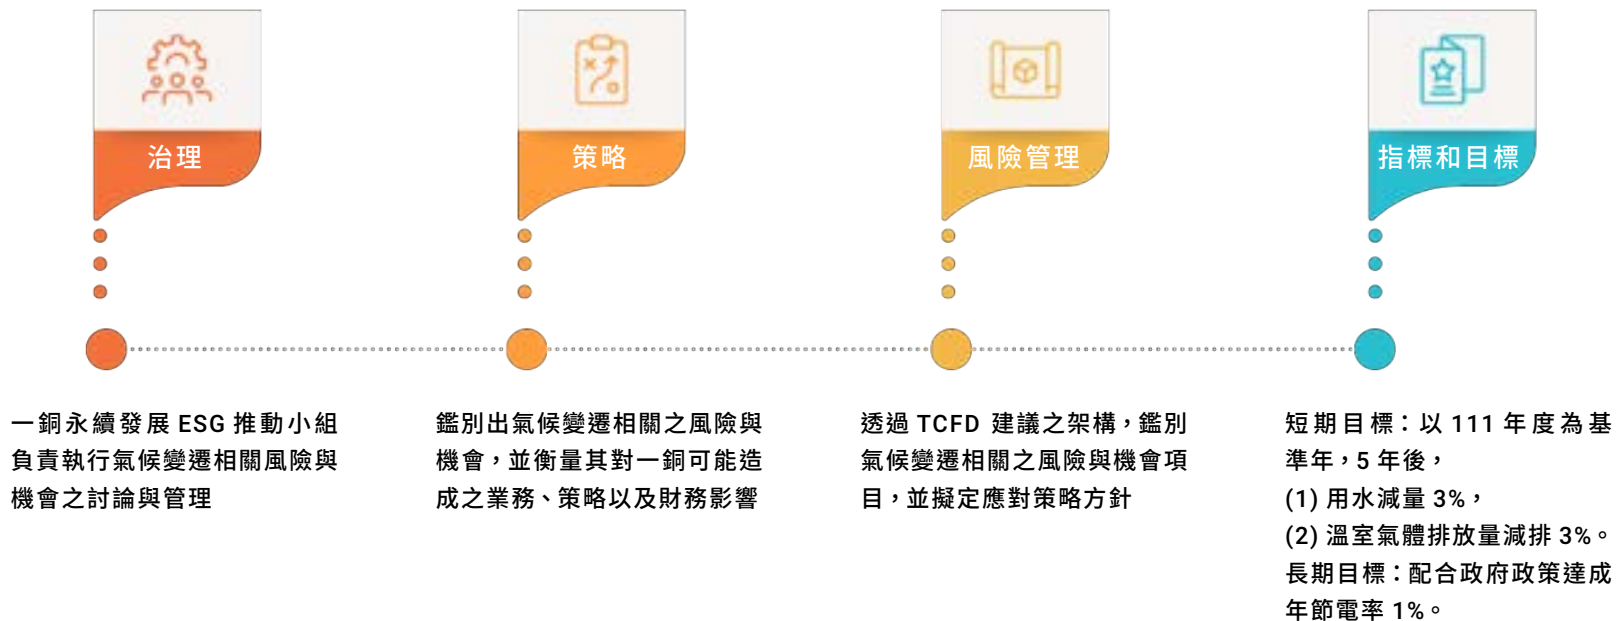 治理
策略
風險管理
指標和目標
一銅永續發展 ESG 推動小組
負責執行氣候變遷相關風險與
機會之討論與管理
鑑別出氣候變遷相關之風險與
機會，並衡量其對一銅可能造
成之業務、策略以及財務影響
透過 TCFD 建議之架構，鑑別
氣候變遷相關之風險與機會項
目，並擬定應對策略方針
短期目標：以 111 年度為基
準年，5 年後，
(1) 用水減量 3%，
(2) 溫室氣體排放量減排 3%。
長期目標：配合政府政策達成
年節電率 1%。